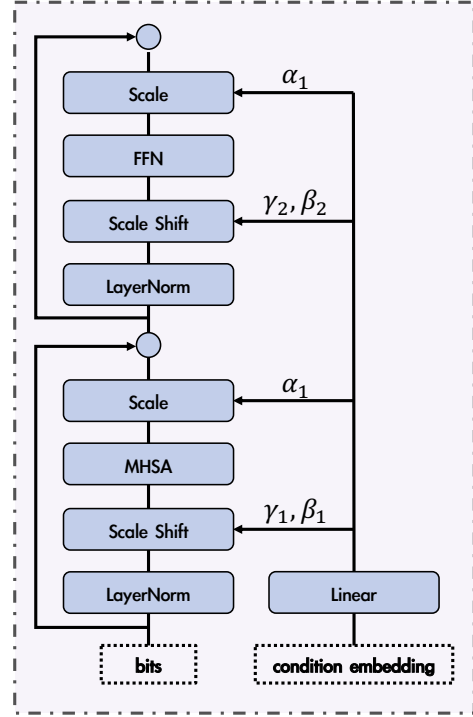 Scale
α₁
FFN
Scale Shift
γ₂, β₂
LayerNorm
Scale
α₁
MHSA
Scale Shift
γ₁, β₁
LayerNorm
Linear
bits
condition embedding